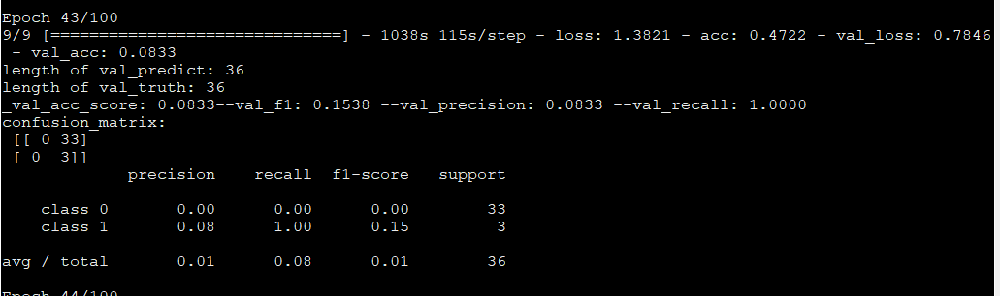 Epoch 43/100
9/9 [==============================] - 1038s 115s/step - loss: 1.3821 - acc: 0.4722 - val_loss: 0.7846
- val_acc: 0.0833
length of val_predict: 36
length of val_truth: 36
_val_acc_score: 0.0833--val_f1: 0.1538 --val_precision: 0.0833 --val_recall: 1.0000
confusion_matrix:
[[ 0 33]
[ 0  3]]
precision    recall  f1-score   support
class 0       0.00      0.00      0.00        33
class 1       0.08      1.00      0.15         3
avg / total       0.01      0.08      0.01        36
Epoch 44/100